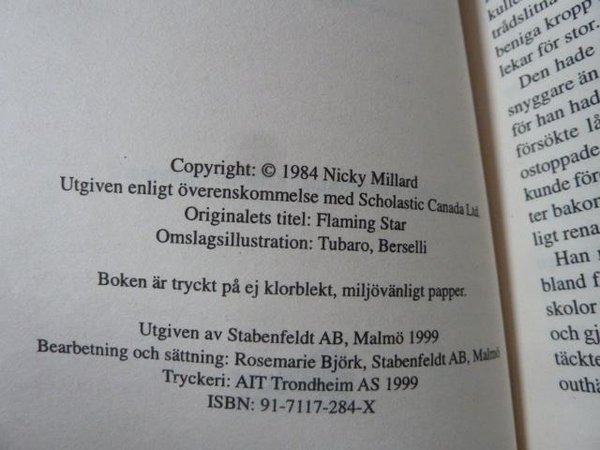 Copyright: © 1984 Nicky Millard
Utgiven enligt överenskommelse med Scholastic Canada Ltd.
Originalets titel: Flaming Star
Omslagsillustration: Tubaro, Berselli
Boken är tryckt på ej klorblekt, miljövänligt papper.
Utgiven av Stabenfeldt AB, Malmö 1999
Bearbetning och sättning: Rosemarie Björk, Stabenfeldt AB, Malmö
Tryckeri: AIT Trondheim AS 1999
ISBN: 91-7117-284-X
trådslitna
beniga kropp
lekar för stor.
Den hade
snyggare än
för han had
försökte lå
ostoppade
kunde för
ter bakom
ligt rena
Han
bland f
skolor
och gj
täckte
outhä